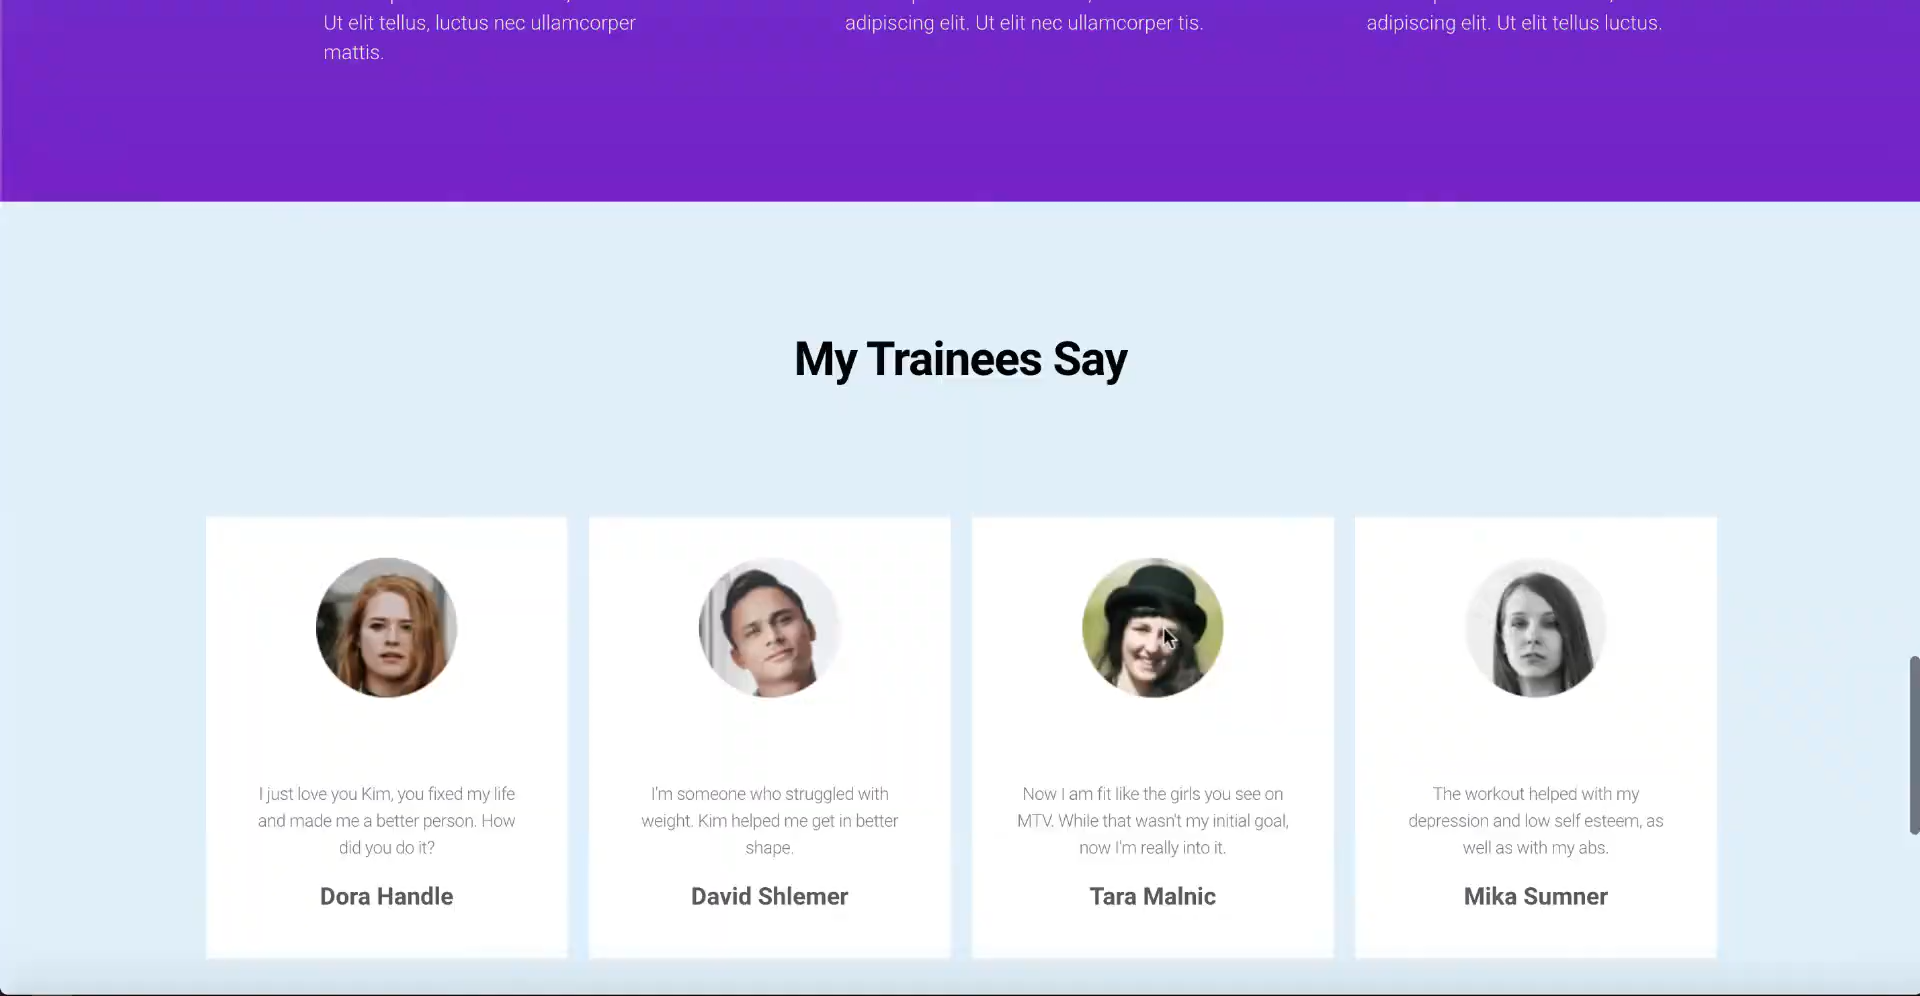 Ut elit tellus, luctus nec ullamcorper
mattis.
adipiscing elit. Ut elit nec ullamcorper tis.
adipiscing elit. Ut elit tellus luctus.
My Trainees Say
I just love you Kim, you fixed my life
and made me a better person. How
did you do it?
Dora Handle
I'm someone who struggled with
weight. Kim helped me get in better
shape.
David Shlemer
Now I am fit like the girls you see on
MTV. While that wasn't my initial goal,
now I'm really into it.
Tara Malnic
The workout helped with my
depression and low self esteem, as
well as with my abs.
Mika Sumner